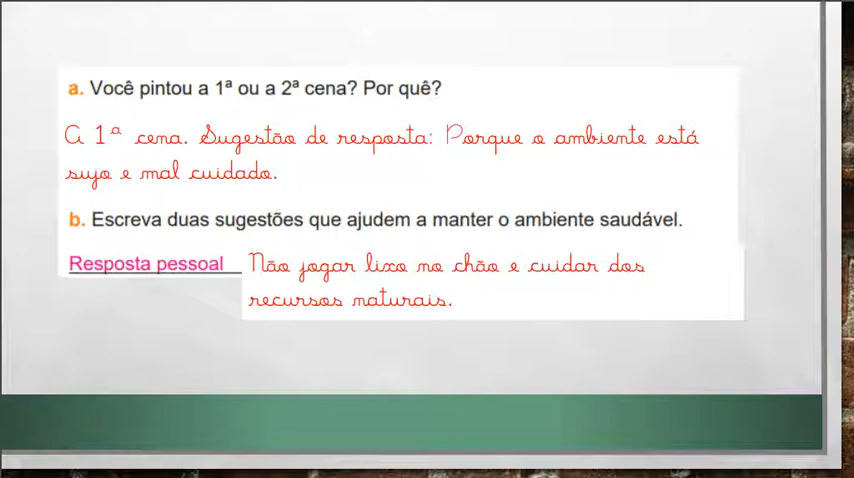 a. Você pintou a 1ª ou a 2ª cena? Por quê?
A 1ª cena. Sugestão de resposta: Porque o ambiente está
sujo e mal cuidado.
b. Escreva duas sugestões que ajudem a manter o ambiente saudável.
Resposta pessoal Não jogar lixo no chão e cuidar dos
recursos naturais.